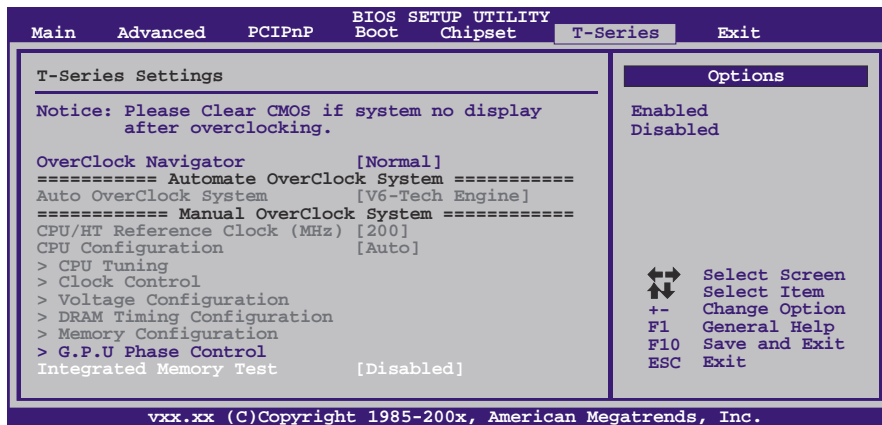 BIOS SETUP UTILITY
Main Advanced PCIPnP Boot Chipset T-Series Exit
T-Series Settings
Notice: Please Clear CMOS if system no display
after overclocking.
OverClock Navigator [Normal]
=========== Automate OverClock System ===========
Auto OverClock System [V6-Tech Engine]
============ Manual OverClock System ============
CPU/HT Reference Clock (MHz) [200]
CPU Configuration [Auto]
> CPU Tuning
> Clock Control
> Voltage Configuration
> DRAM Timing Configuration
> Memory Configuration
> G.P.U Phase Control
Integrated Memory Test [Disabled]
Options
Enabled
Disabled
Select Screen
Select Item
+- Change Option
F1 General Help
F10 Save and Exit
ESC Exit
vxx.xx (C)Copyright 1985-200x, American Megatrends, Inc.